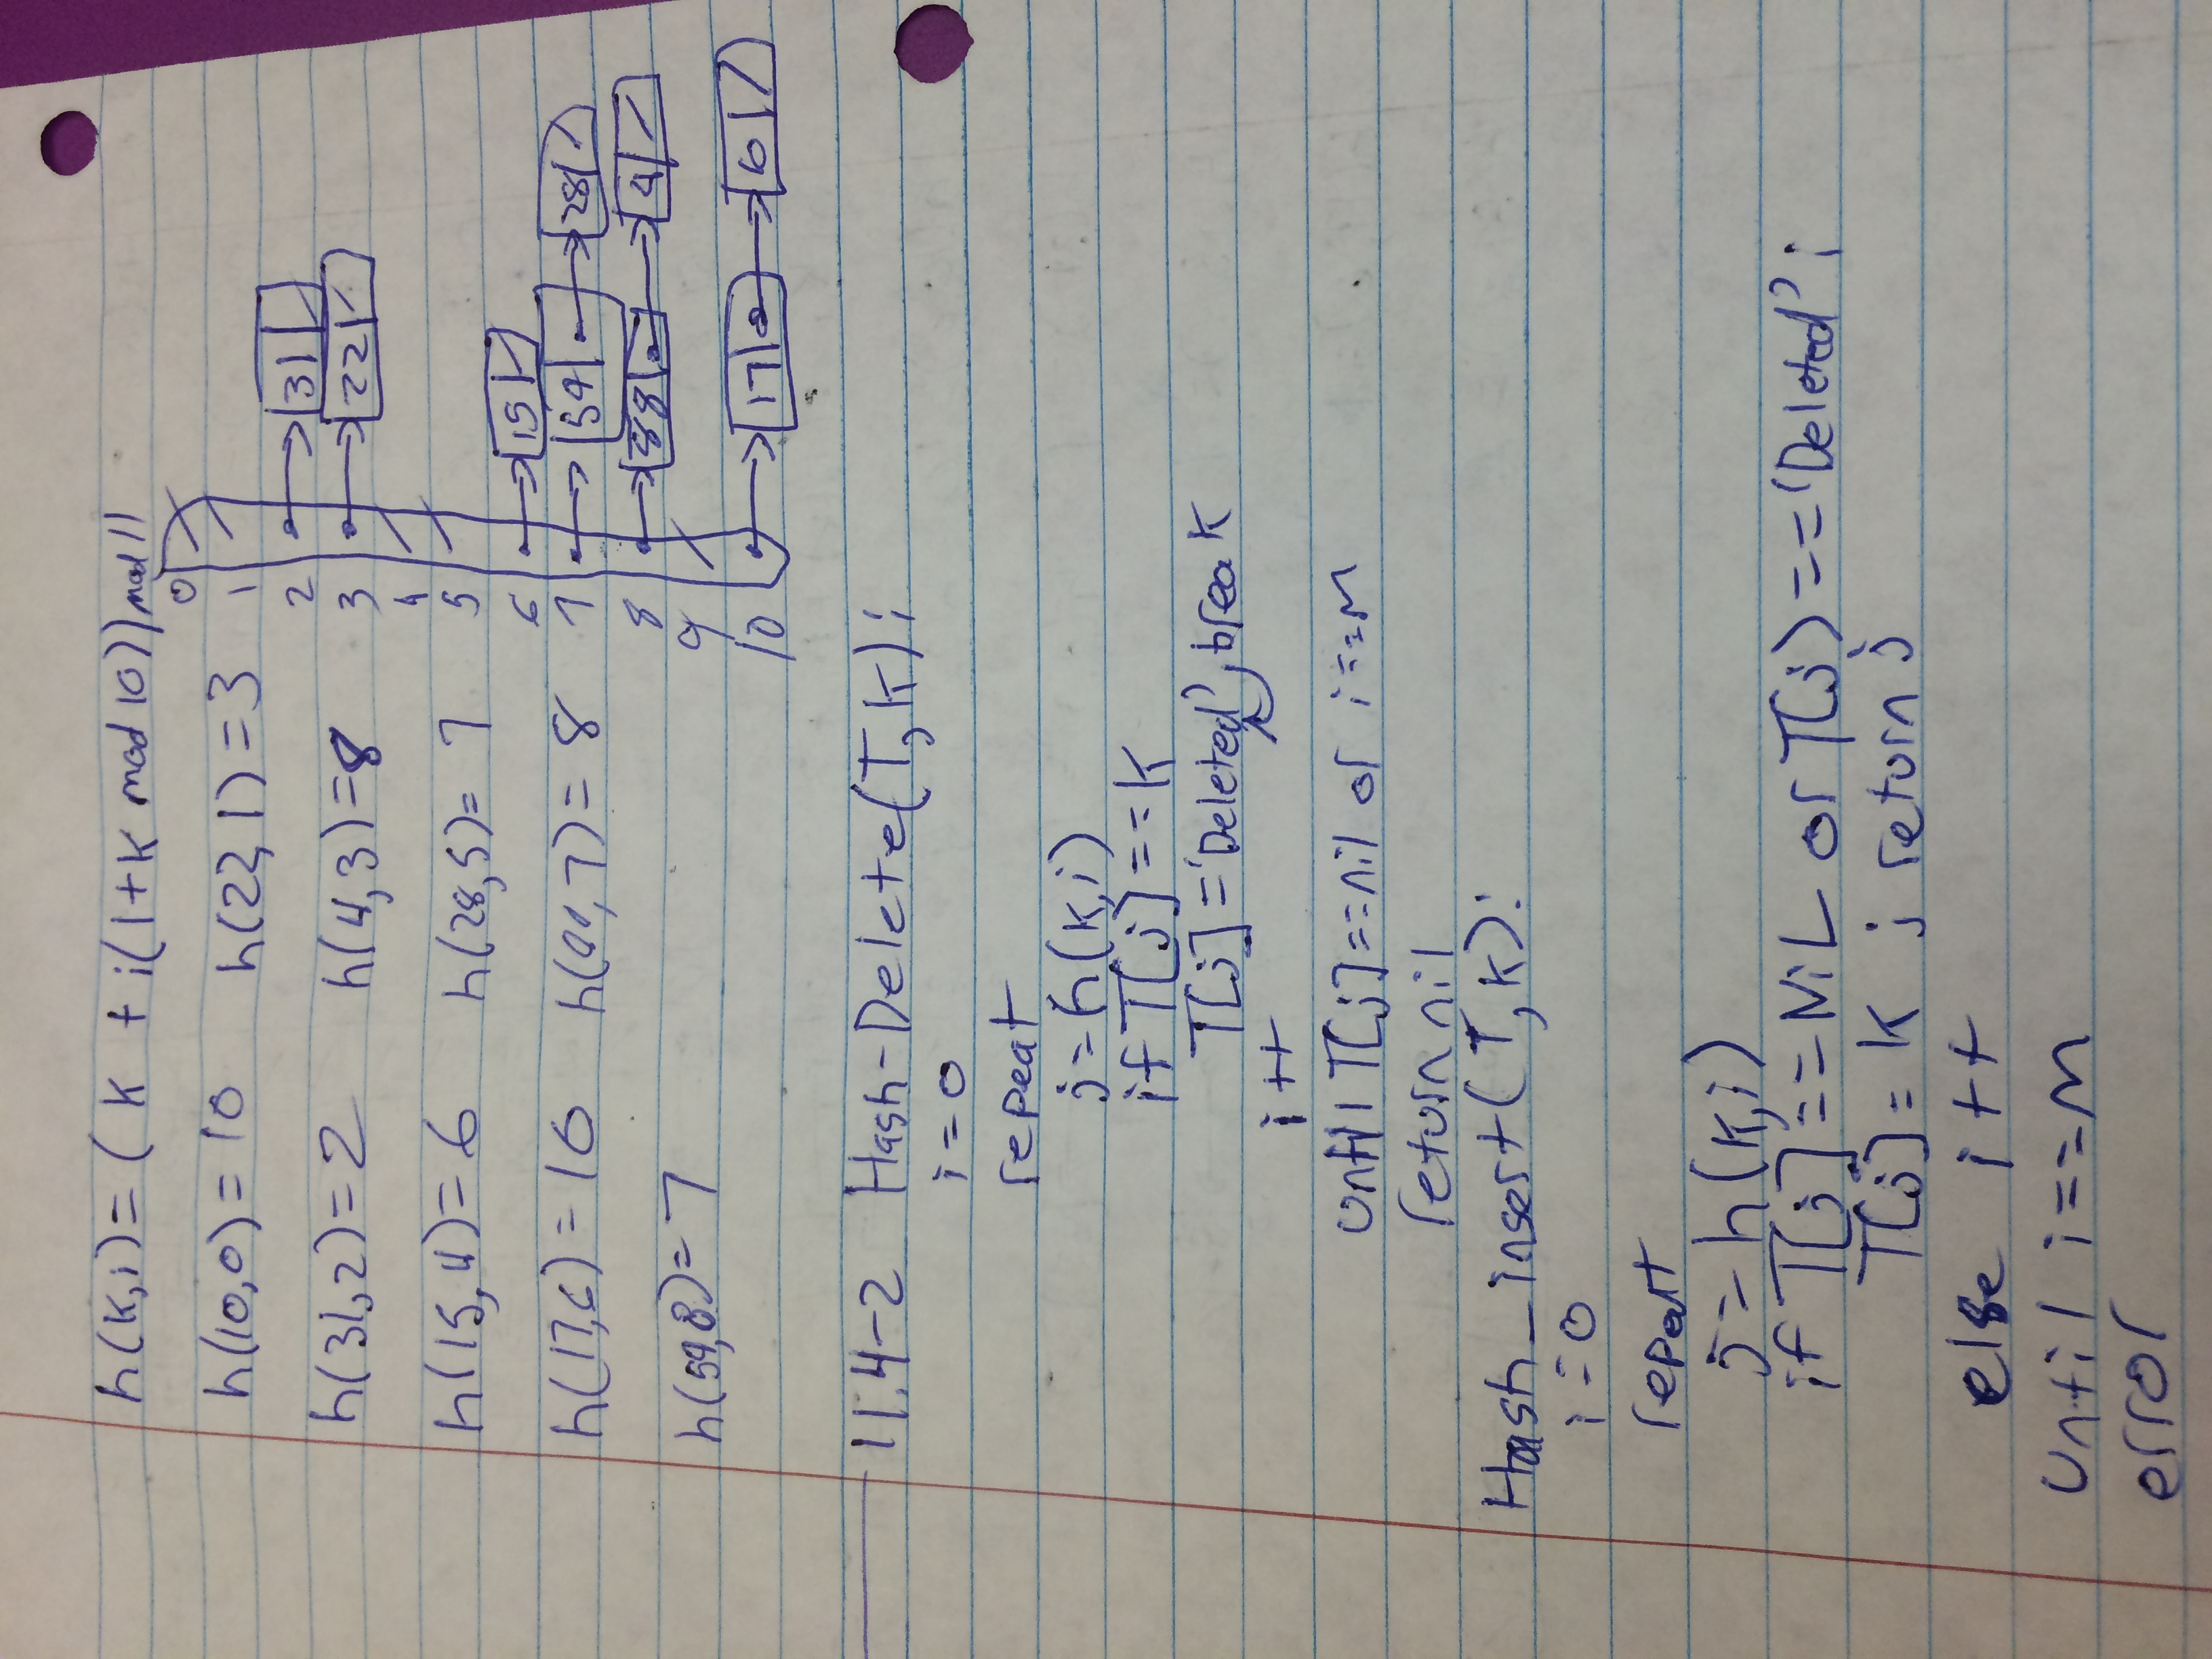 h(k,i)=( k + i(1+k mod 10)) mod 11
h(10,0)=10 h(22,1)=3
h(31,2)=2 h(4,3)=8
h(15,4)=6 h(28,5)=7
h(17,6)=10 h(88,7)=8
h(59,8)=7
0
1
2 31
3 22
4
5
6 15
7 59 28
8 88 4
9
10 17 10
11.4-2 Hash-Delete(T,k):
i=0
repeat
j=h(k,i)
if T[j]==k
T[j]='Deleted', break
i++
until T[j]==nil or i==m
return nil
Hash_insert(T,k):
i=0
repeat
j=h(k,i)
if T[j]==NiL or T[j]=='Deleted':
T[j]=k ; return j
else i++
until i==m
error